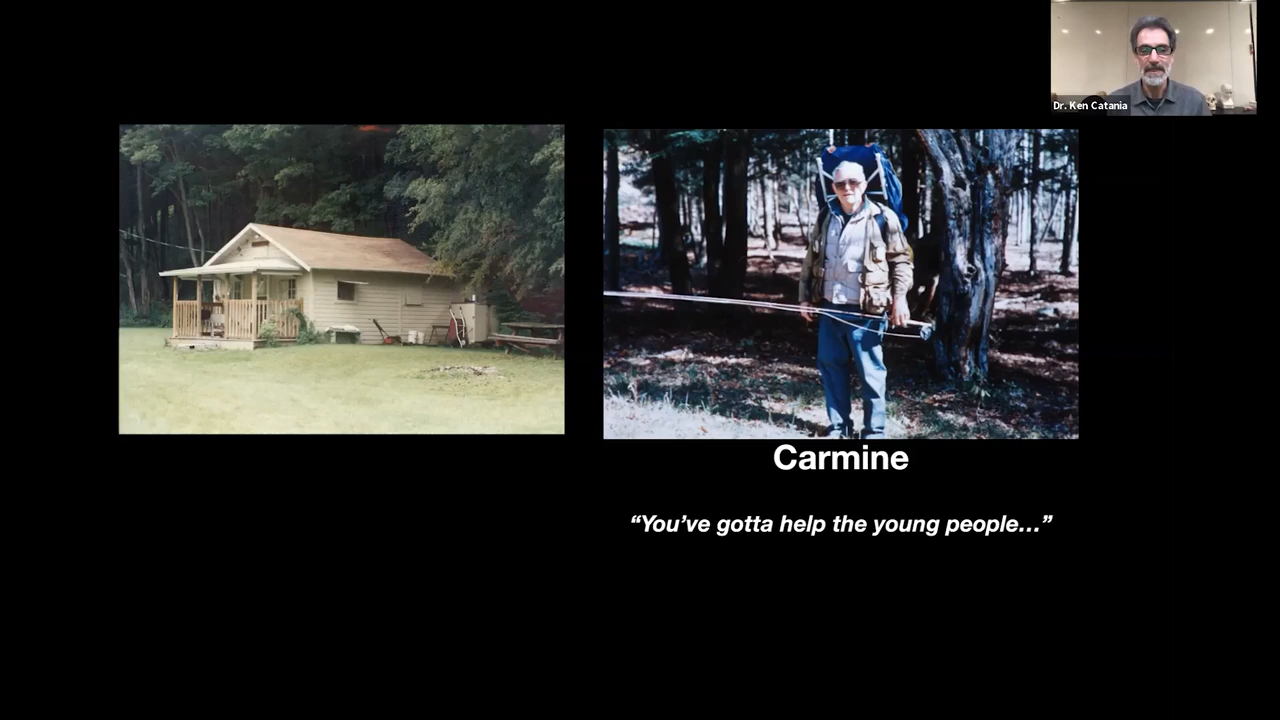 Dr. Ken Catania
Carmine
“You’ve gotta help the young people…”